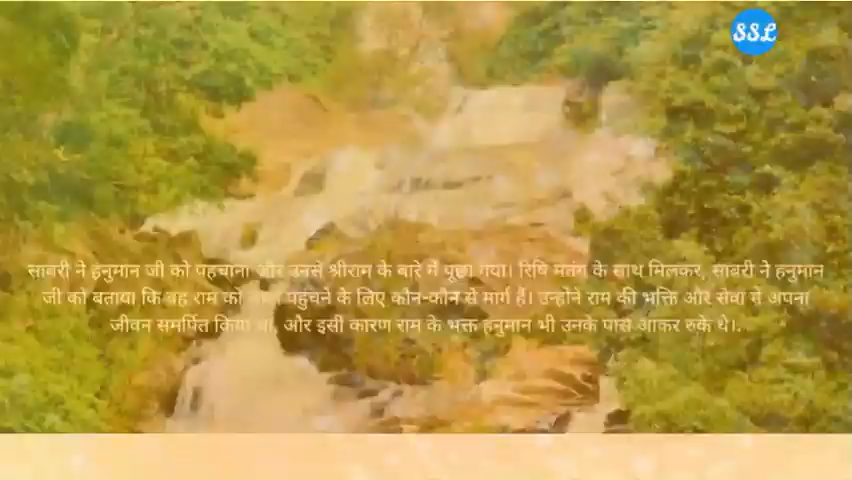 SSL
साबरी ने हनुमान जी को पहचाना और उनसे श्रीराम के बारे में पूछा गया। रिषि मतंग के साथ मिलकर, साबरी ने हनुमान
जी को बताया कि वह राम को पहुंचने के लिए कौन-कौन से मार्ग हैं। उन्होंने राम की भक्ति और सेवा में अपना
जीवन समर्पित किया था, और इसी कारण राम के भक्त हनुमान भी उनके पास आकर रुके थे।.